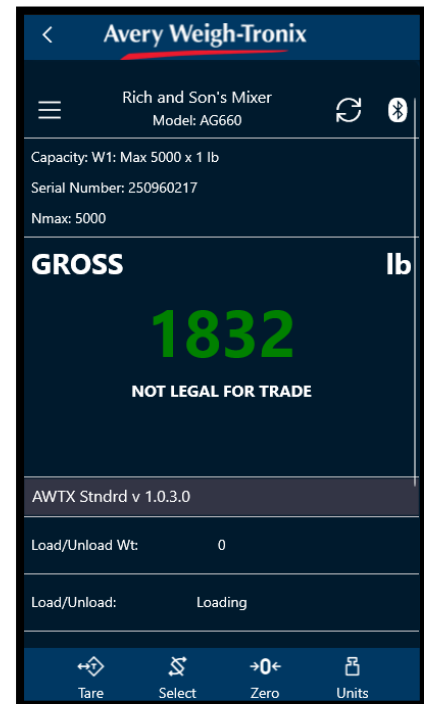 Avery Weigh-Tronix
Rich and Son's Mixer
Model: AG660
Capacity: W1: Max 5000 x 1 lb
Serial Number: 250960217
Nmax: 5000
GROSS lb
1832
NOT LEGAL FOR TRADE
AWTX Stndrd v 1.0.3.0
Load/Unload Wt: 0
Load/Unload: Loading
T
→0←
Tare Select Zero Units